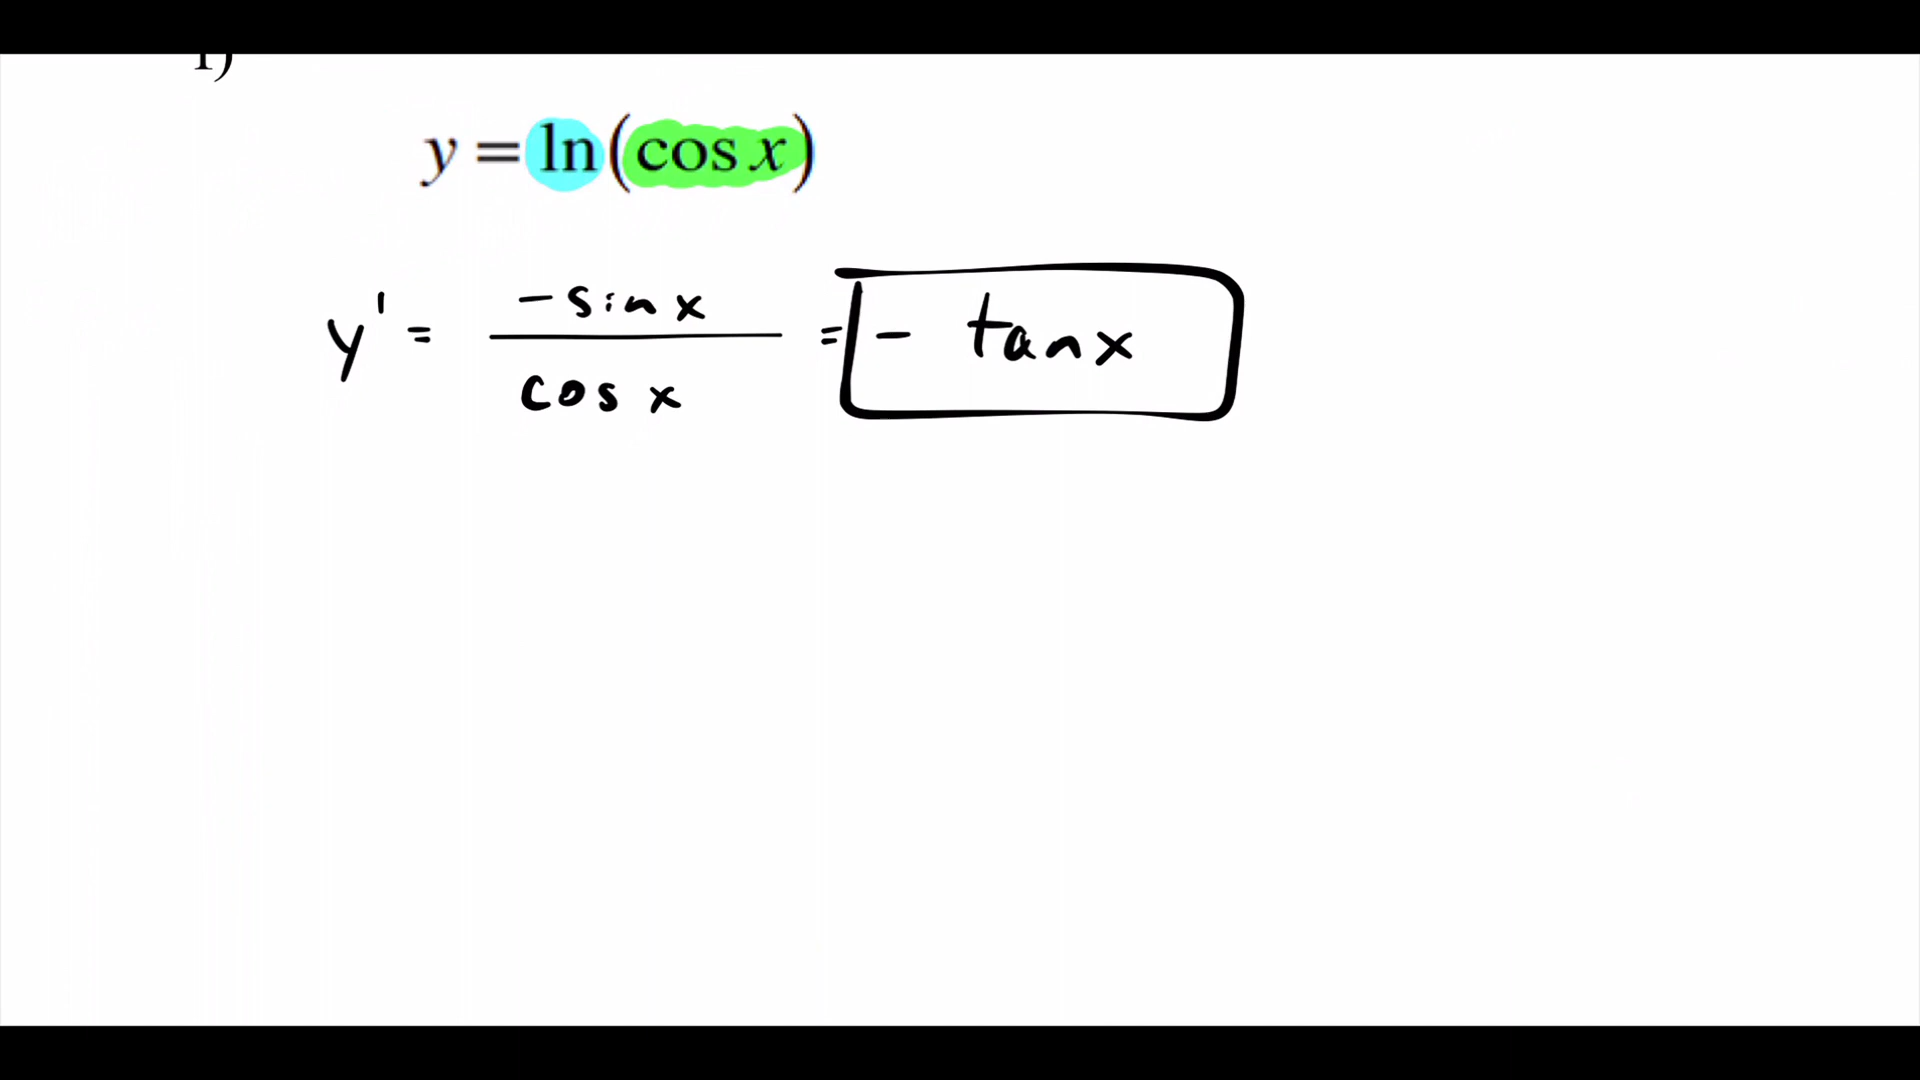 1)
y = ln(cos x)
y' = -sin x / cos x = - tan x